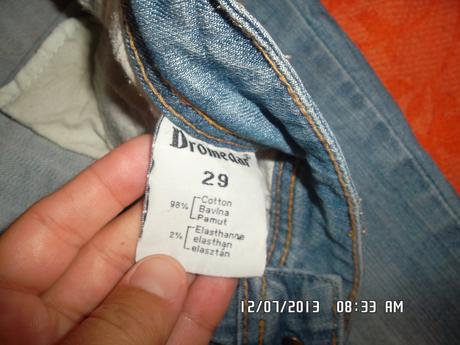 Dromedar
29
98% Cotton
Bavlna
Pamut
2% Elasthanne
elasthan
elasztán
12/07/2013 08:33 AM